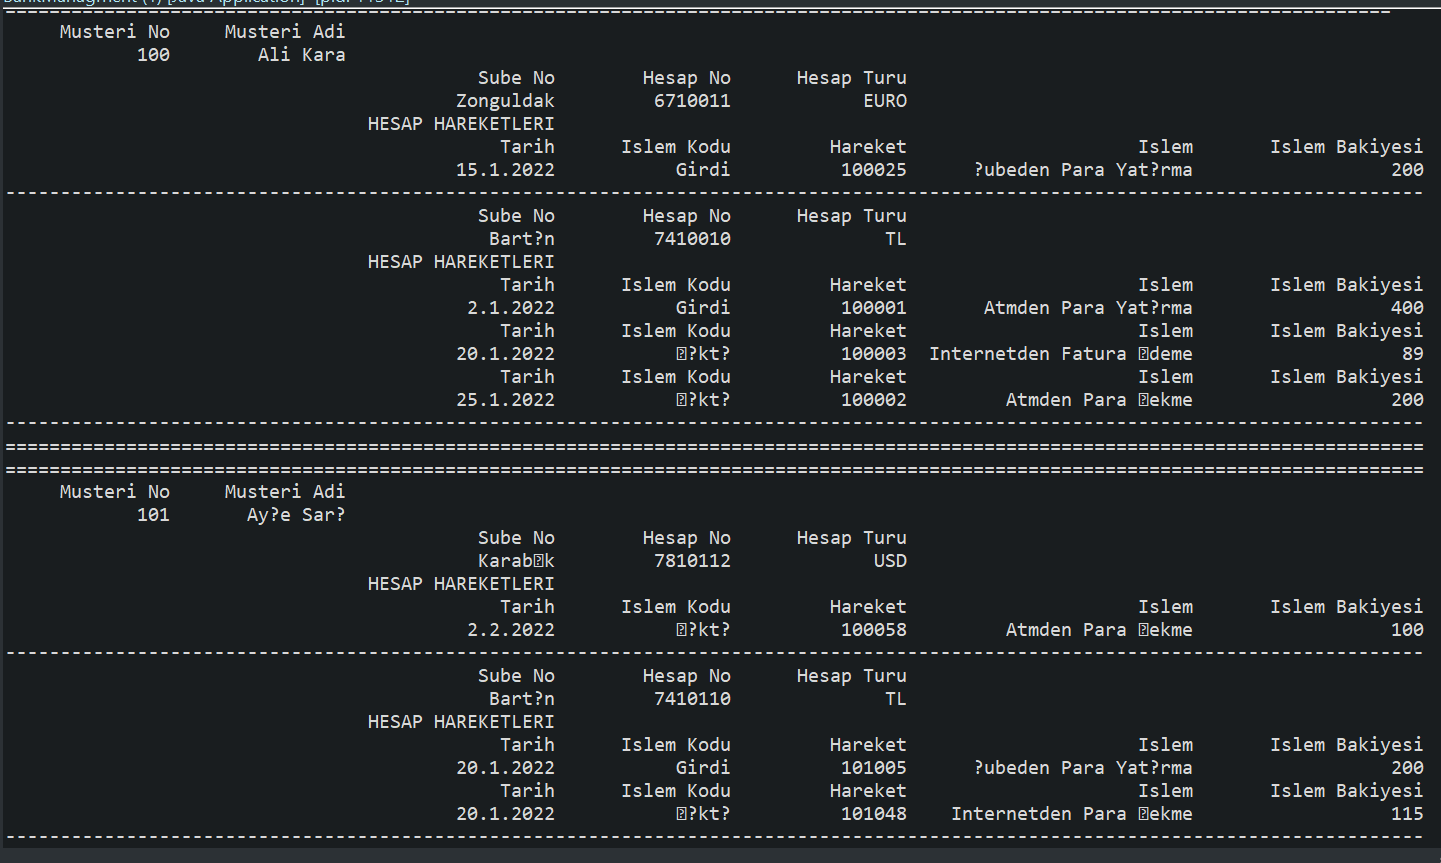 Musteri No Musteri Adi
100 Ali Kara
Sube No Hesap No Hesap Turu
Zonguldak 6710011 EURO
HESAP HAREKETLERI
Tarih Islem Kodu Hareket Islem Islem Bakiyesi
15.1.2022 Girdi 100025 ?ubeden Para Yat?rma 200
------------------------------------------------------------------------------------------------------------------------------------
Sube No Hesap No Hesap Turu
Bart?n 7410010 TL
HESAP HAREKETLERI
Tarih Islem Kodu Hareket Islem Islem Bakiyesi
2.1.2022 Girdi 100001 Atmden Para Yat?rma 400
Tarih Islem Kodu Hareket Islem Islem Bakiyesi
20.1.2022 �?kt? 100003 Internetden Fatura �deme 89
Tarih Islem Kodu Hareket Islem Islem Bakiyesi
25.1.2022 �?kt? 100002 Atmden Para �ekme 200
------------------------------------------------------------------------------------------------------------------------------------
====================================================================================================================================
====================================================================================================================================
Musteri No Musteri Adi
101 Ay?e Sar?
Sube No Hesap No Hesap Turu
Karab�k 7810112 USD
HESAP HAREKETLERI
Tarih Islem Kodu Hareket Islem Islem Bakiyesi
2.2.2022 �?kt? 100058 Atmden Para �ekme 100
------------------------------------------------------------------------------------------------------------------------------------
Sube No Hesap No Hesap Turu
Bart?n 7410110 TL
HESAP HAREKETLERI
Tarih Islem Kodu Hareket Islem Islem Bakiyesi
20.1.2022 Girdi 101005 ?ubeden Para Yat?rma 200
Tarih Islem Kodu Hareket Islem Islem Bakiyesi
20.1.2022 �?kt? 101048 Internetden Para �ekme 115
------------------------------------------------------------------------------------------------------------------------------------